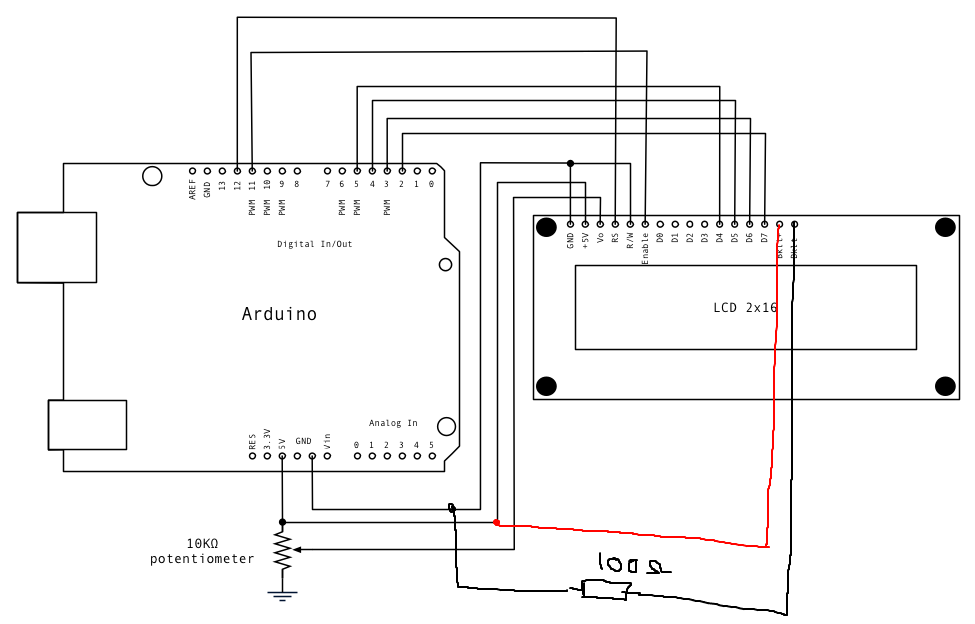 AREF
GND
13
12
11
10
9
8
7
6
5
4
3
2
1
0
PWM
PWM
PWM
PWM
PWM
PWM
Digital In/Out
Arduino
Analog In
RES
3.3V
5V
GND
Vin
0
1
2
3
4
5
10KΩ
potentiometer
GND
+5V
Vo
RS
R/W
Enable
D0
D1
D2
D3
D4
D5
D6
D7
Bklt+
Bklt-
LCD 2x16
100Ω